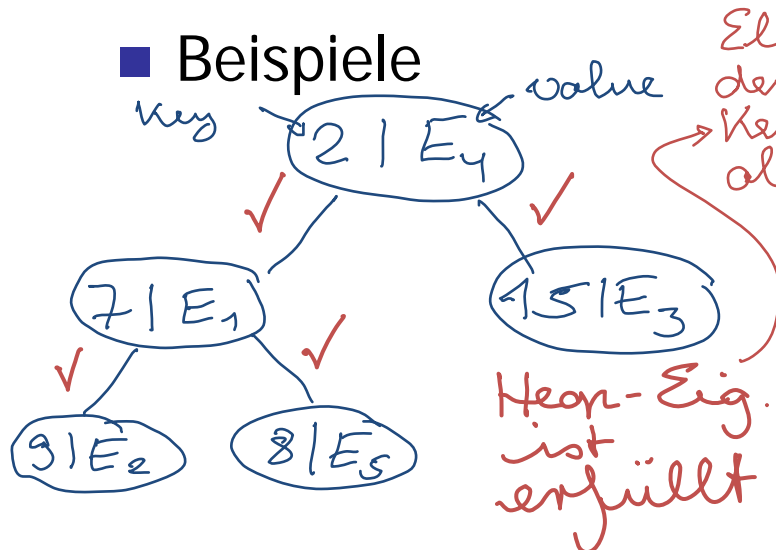 ■ Beispiele
Key
value
2 | E4
7 | E1
15 | E3
9 | E2
8 | E5
Heap-Eig.
ist
erfüllt